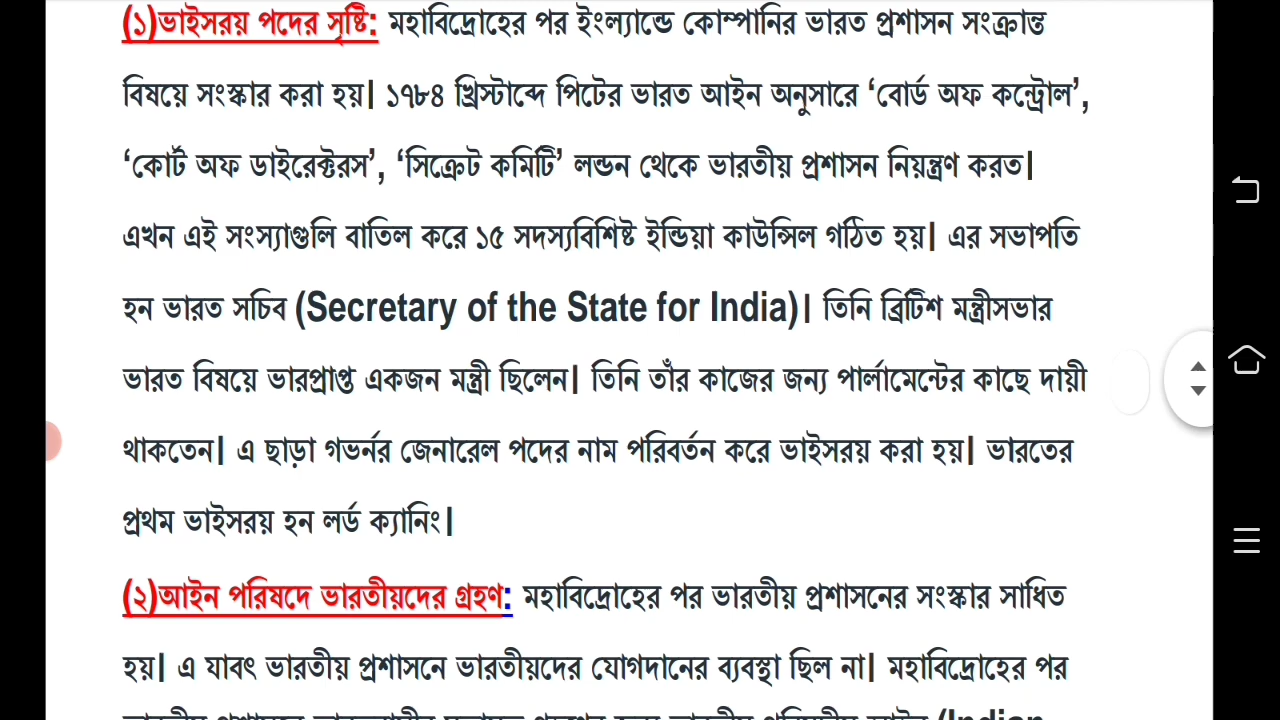 (১)ভাইসরয় পদের সৃষ্টি: মহাবিদ্রোহের পর ইংল্যান্ডে কোম্পানির ভারত প্রশাসন সংক্রান্ত
বিষয়ে সংস্কার করা হয়| ১৭৮৪ খ্রিস্টাব্দে পিটের ভারত আইন অনুসারে ‘বোর্ড অফ কন্ট্রোল’,
‘কোর্ট অফ ডাইরেক্টরস’, ‘সিক্রেট কমিটি’ লন্ডন থেকে ভারতীয় প্রশাসন নিয়ন্ত্রণ করত|
এখন এই সংস্যাগুলি বাতিল করে ১৫ সদস্যবিশিষ্ট ইন্ডিয়া কাউন্সিল গঠিত হয়| এর সভাপতি
হন ভারত সচিব (Secretary of the State for India)| তিনি ব্রিটিশ মন্ত্রীসভার
ভারত বিষয়ে ভারপ্রাপ্ত একজন মন্ত্রী ছিলেন| তিনি তাঁর কাজের জন্য পার্লামেন্টের কাছে দায়ী
থাকতেন| এ ছাড়া গভর্নর জেনারেল পদের নাম পরিবর্তন করে ভাইসরয় করা হয়| ভারতের
প্রথম ভাইসরয় হন লর্ড ক্যানিং|
(২)আইন পরিষদে ভারতীয়দের গ্রহণ: মহাবিদ্রোহের পর ভারতীয় প্রশাসনের সংস্কার সাধিত
হয়| এ যাবৎ ভারতীয় প্রশাসনে ভারতীয়দের যোগদানের ব্যবস্থা ছিল না| মহাবিদ্রোহের পর
(Indian